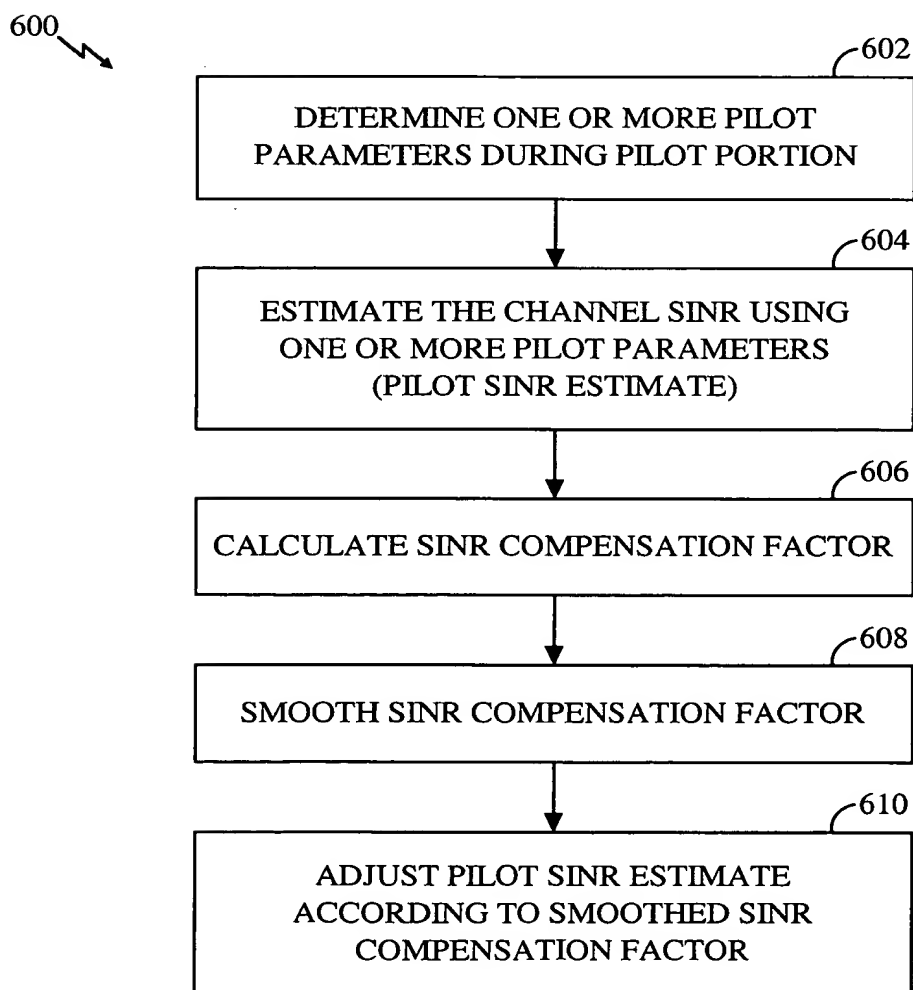 600
602
DETERMINE ONE OR MORE PILOT
PARAMETERS DURING PILOT PORTION
604
ESTIMATE THE CHANNEL SINR USING
ONE OR MORE PILOT PARAMETERS
(PILOT SINR ESTIMATE)
606
CALCULATE SINR COMPENSATION FACTOR
608
SMOOTH SINR COMPENSATION FACTOR
610
ADJUST PILOT SINR ESTIMATE
ACCORDING TO SMOOTHED SINR
COMPENSATION FACTOR